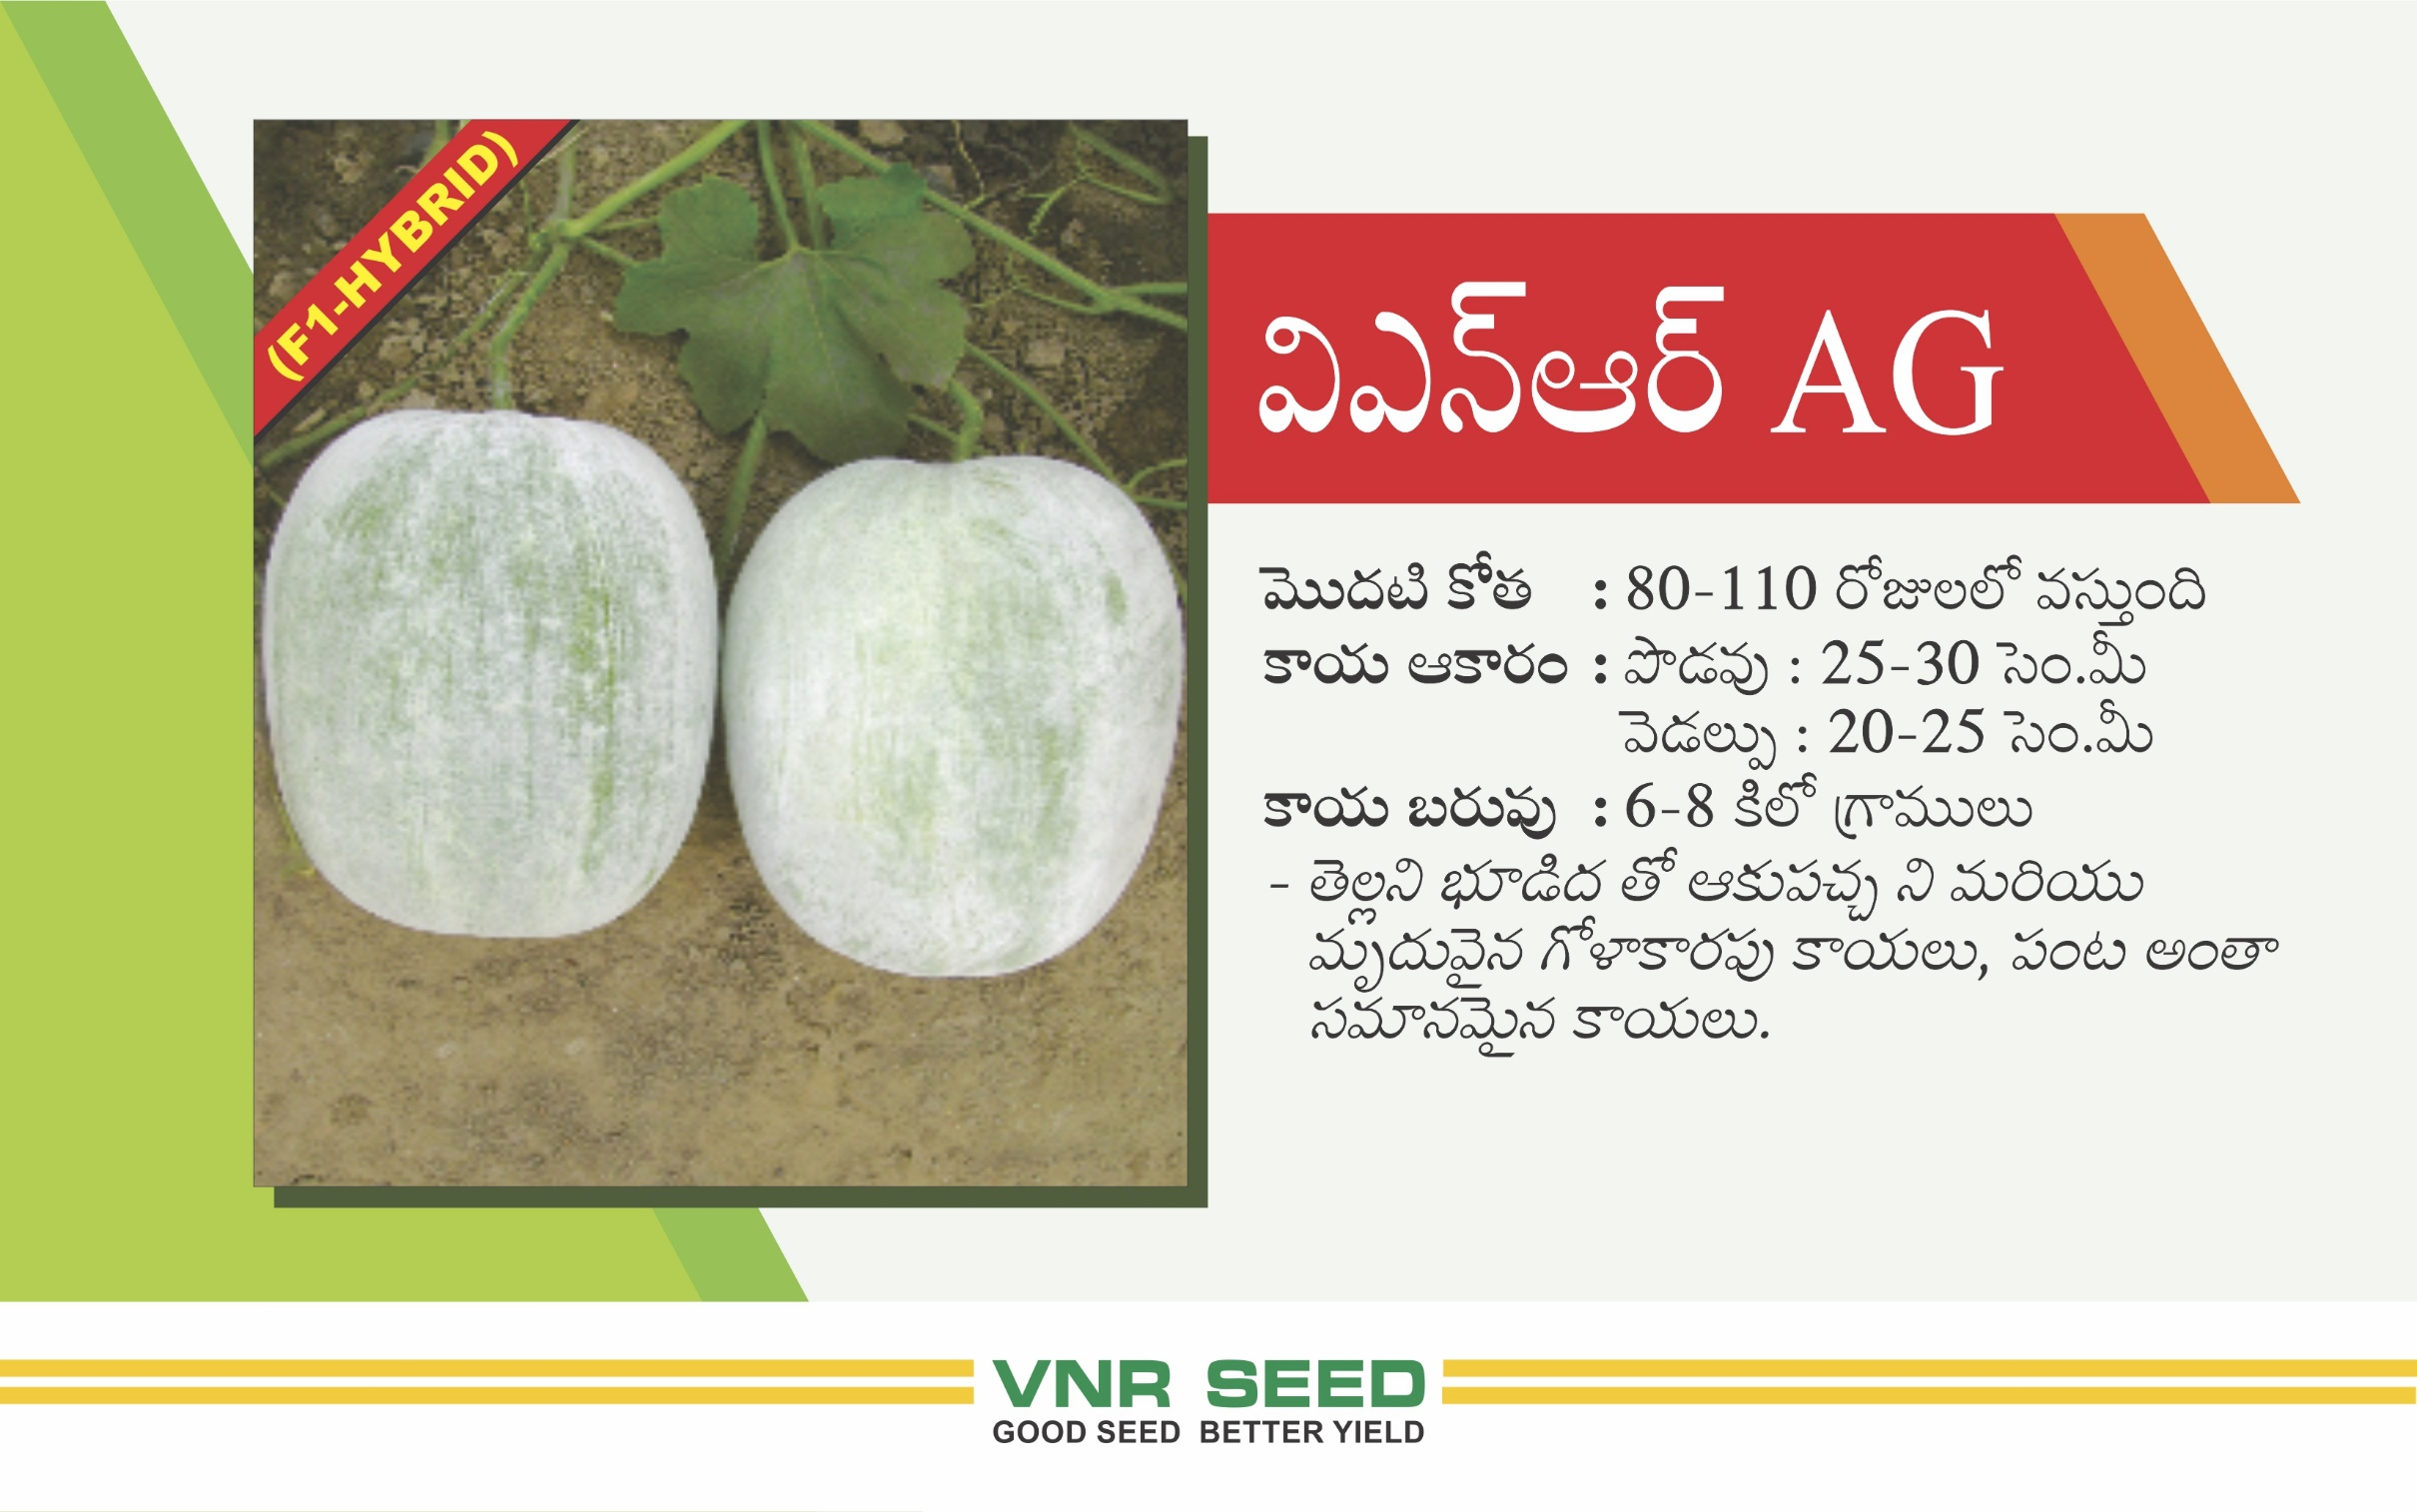 (F1-HYBRID)
విఎన్ఆర్ AG
మొదటి కోత : 80-110 రోజులలో వస్తుంది
కాయ ఆకారం : పొడవు : 25-30 సెం.మీ
వెడల్పు : 20-25 సెం.మీ
కాయ బరువు : 6-8 కిలో గ్రాములు
- తెల్లని భూడిద తో ఆకుపచ్చ ని మరియు
మృదువైన గోళాకారపు కాయలు, పంట అంతా
సమానమైన కాయలు.
VNR SEED
GOOD SEED BETTER YIELD